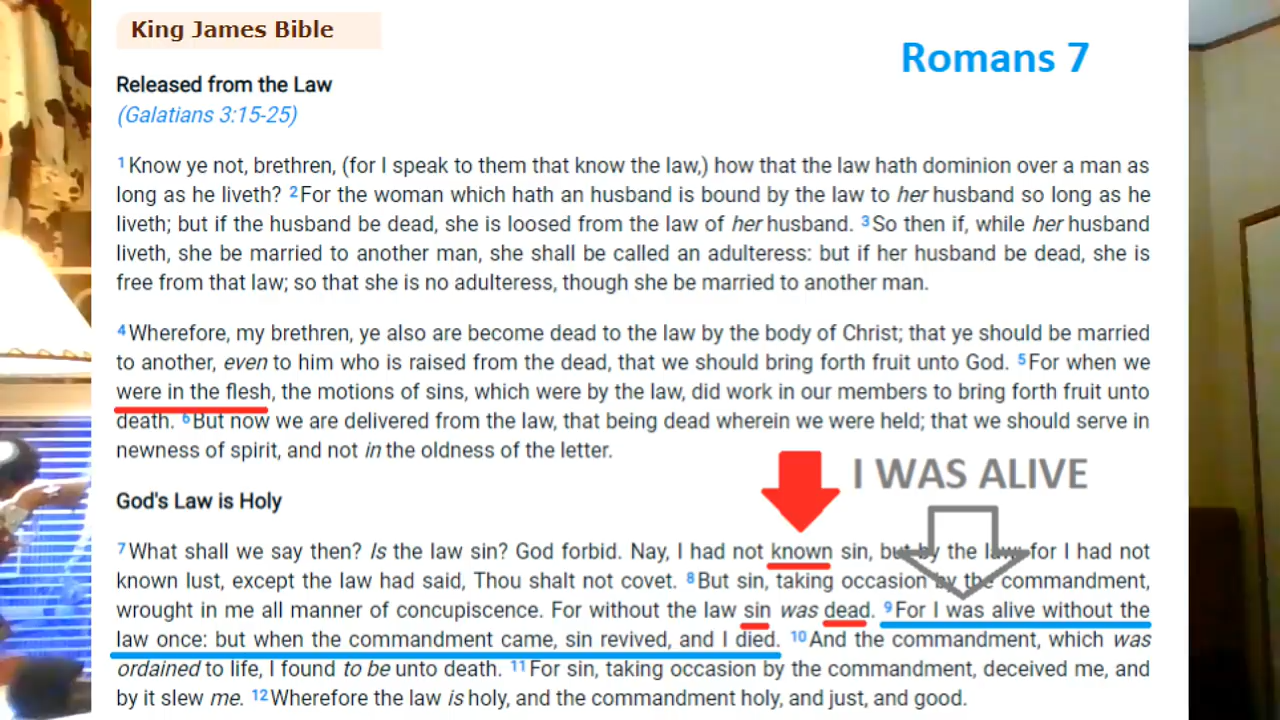 King James Bible
Romans 7
Released from the Law
(Galatians 3:15-25)
1 Know ye not, brethren, (for I speak to them that know the law,) how that the law hath dominion over a man as
long as he liveth? 2 For the woman which hath an husband is bound by the law to her husband so long as he
liveth; but if the husband be dead, she is loosed from the law of her husband. 3 So then if, while her husband
liveth, she be married to another man, she shall be called an adulteress: but if her husband be dead, she is
free from that law; so that she is no adulteress, though she be married to another man.
4 Wherefore, my brethren, ye also are become dead to the law by the body of Christ; that ye should be married
to another, even to him who is raised from the dead, that we should bring forth fruit unto God. 5 For when we
were in the flesh, the motions of sins, which were by the law, did work in our members to bring forth fruit unto
death. 6 But now we are delivered from the law, that being dead wherein we were held; that we should serve in
newness of spirit, and not in the oldness of the letter.
I WAS ALIVE
God's Law is Holy
7 What shall we say then? Is the law sin? God forbid. Nay, I had not known sin, but by the law: for I had not
known lust, except the law had said, Thou shalt not covet. 8 But sin, taking occasion by the commandment,
wrought in me all manner of concupiscence. For without the law sin was dead. 9 For I was alive without the
law once: but when the commandment came, sin revived, and I died. 10 And the commandment, which was
ordained to life, I found to be unto death. 11 For sin, taking occasion by the commandment, deceived me, and
by it slew me. 12 Wherefore the law is holy, and the commandment holy, and just, and good.